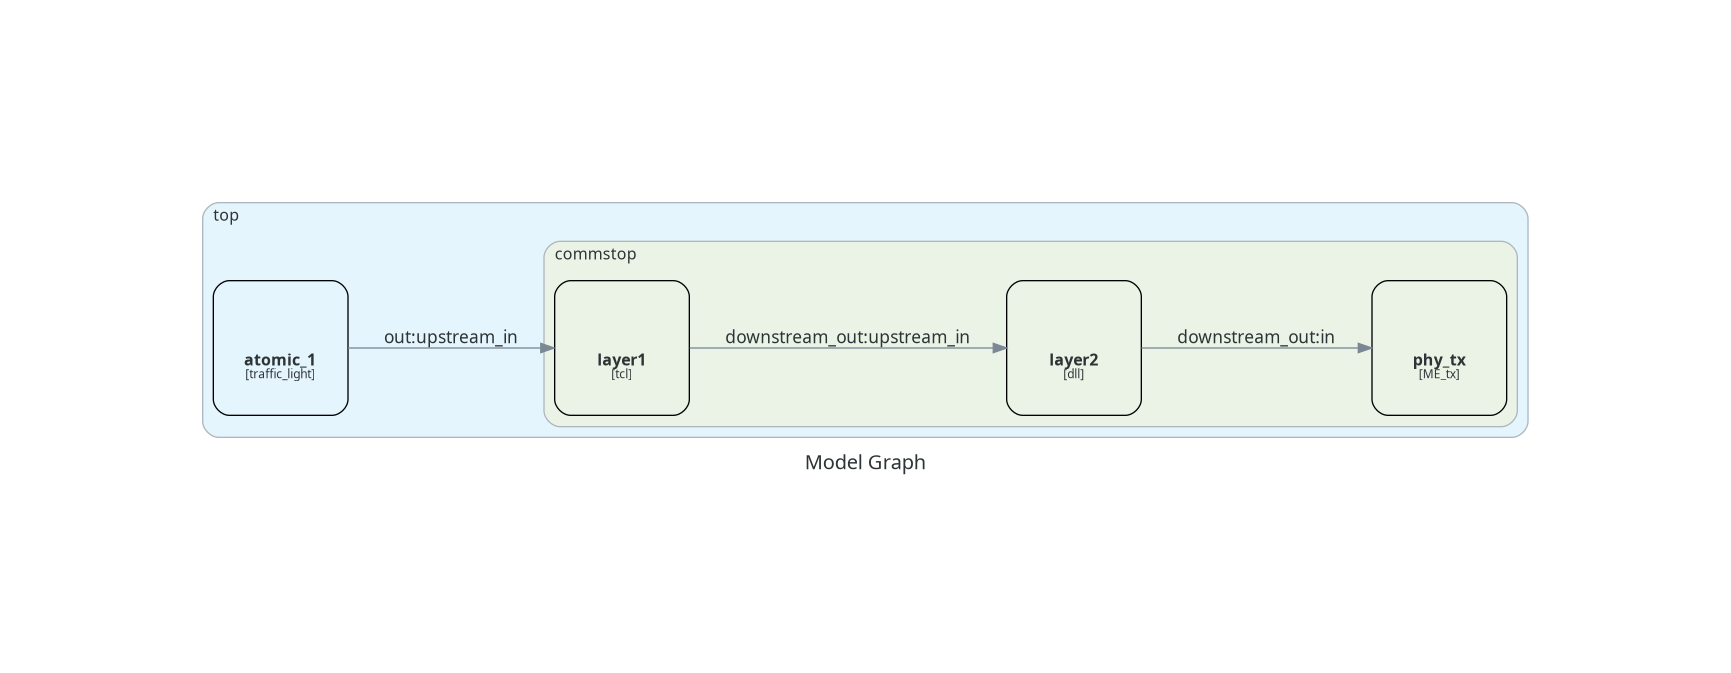 top
commstop
out:upstream_in
downstream_out:upstream_in
downstream_out:in
atomic_1
[traffic_light]
layer1
[tcl]
layer2
[dll]
phy_tx
[ME_tx]
Model Graph